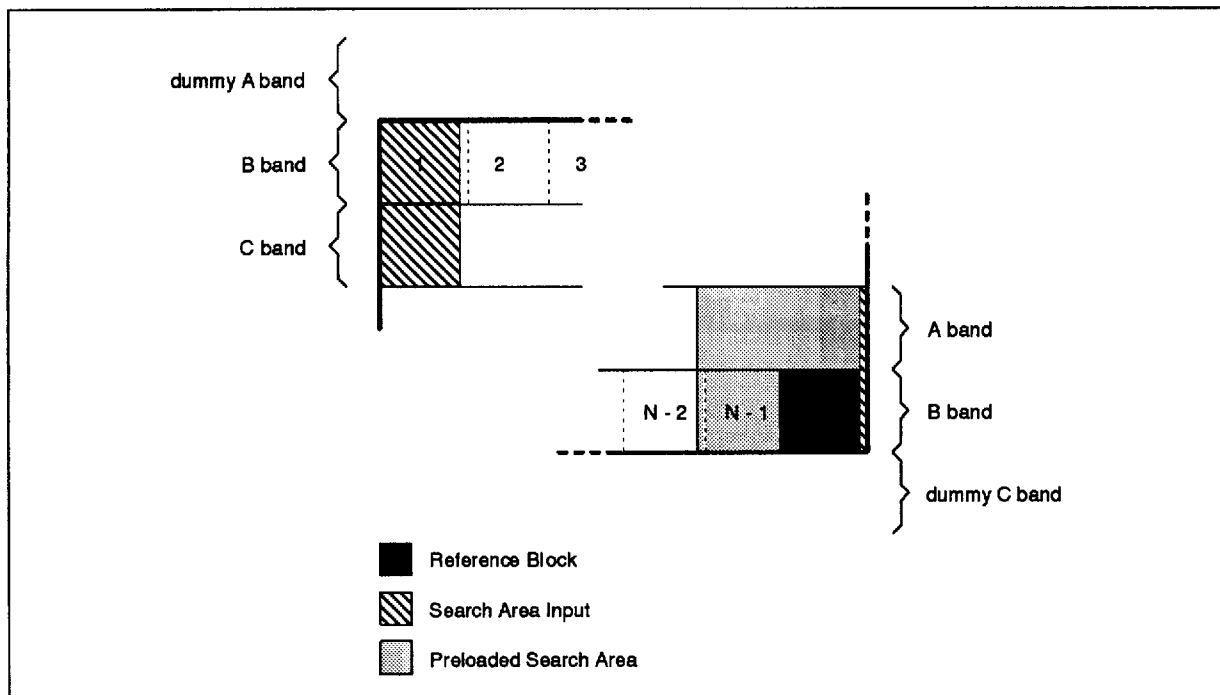 dummy A band
B band
1 2 3
C band
A band
N - 2 N - 1
B band
dummy C band
Reference Block
Search Area Input
Preloaded Search Area